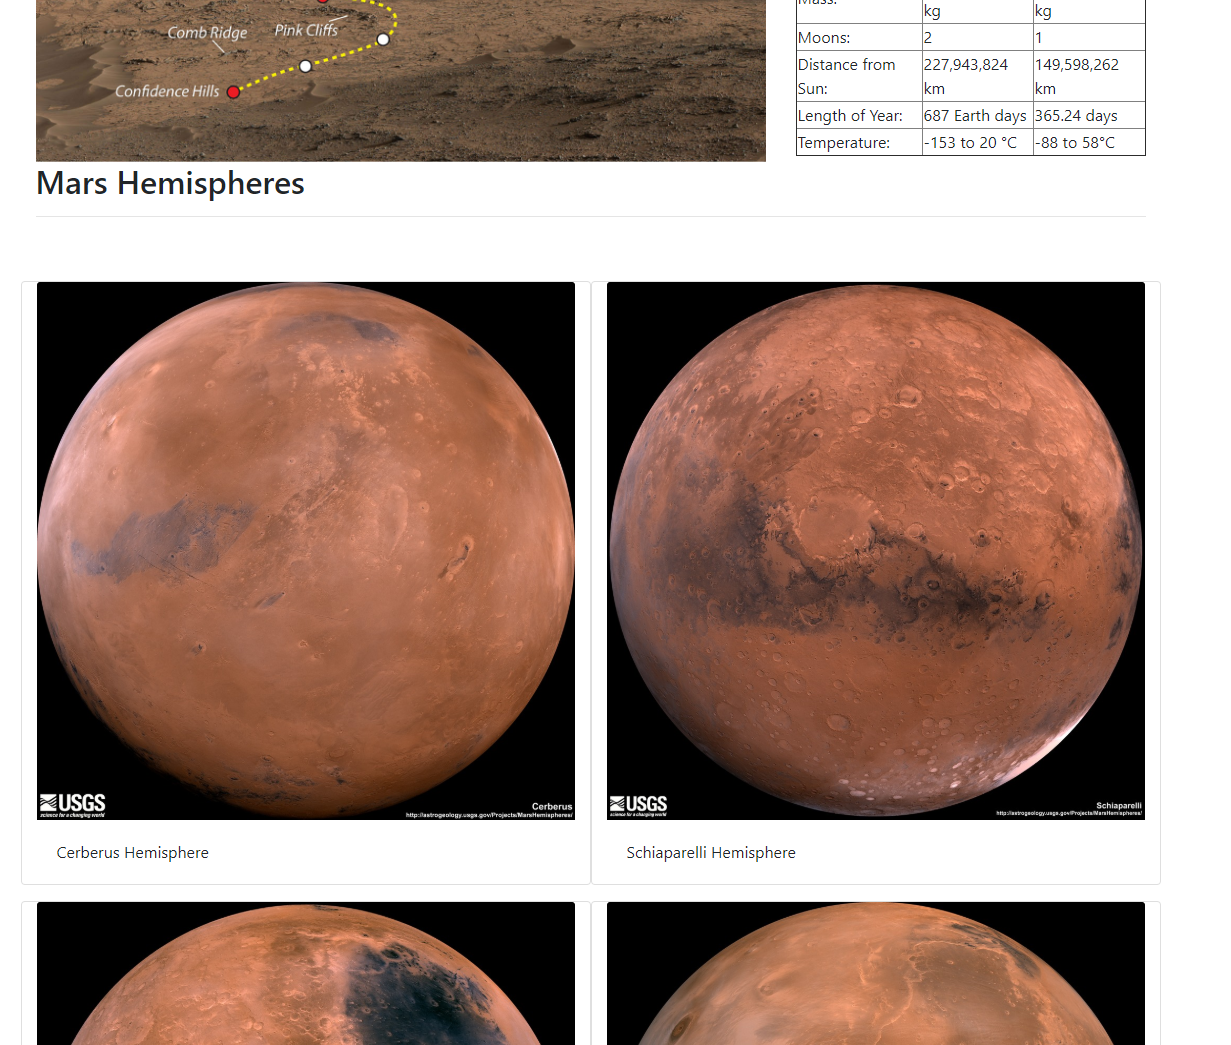 Comb Ridge
Pink Cliffs
Confidence Hills
Mass:
kg
kg
Moons:
2
1
Distance from
Sun:
227,943,824
km
149,598,262
km
Length of Year:
687 Earth days
365.24 days
Temperature:
-153 to 20 °C
-88 to 58°C
Mars Hemispheres
USGS
science for a changing world
Cerberus
http://astrogeology.usgs.gov/Projects/MarsHemispheres/
USGS
science for a changing world
Schiaparelli
http://astrogeology.usgs.gov/Projects/MarsHemispheres/
Cerberus Hemisphere
Schiaparelli Hemisphere